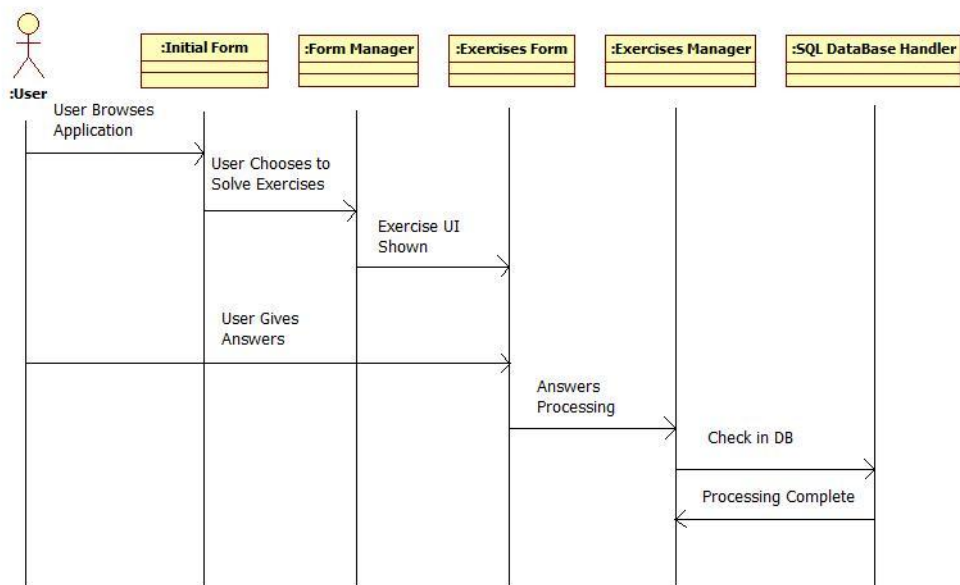 :Initial Form
:Form Manager
:Exercises Form
:Exercises Manager
:SQL DataBase Handler
:User
User Browses
Application
User Chooses to
Solve Exercises
Exercise UI
Shown
User Gives
Answers
Answers
Processing
Check in DB
Processing Complete